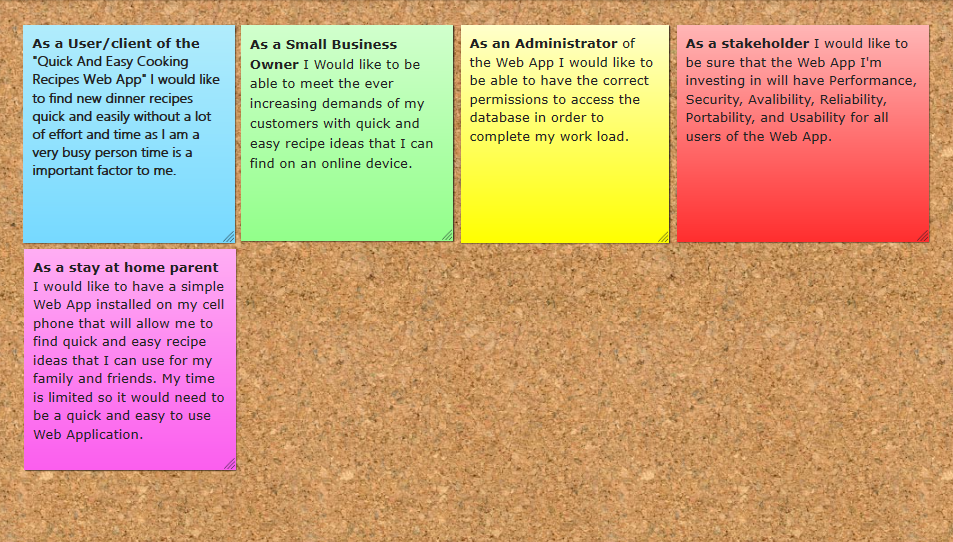 As a User/client of the
"Quick And Easy Cooking
Recipes Web App" I would like
to find new dinner recipes
quick and easily without a lot
of effort and time as I am a
very busy person time is a
important factor to me.
As a Small Business
Owner I Would like to be
able to meet the ever
increasing demands of my
customers with quick and
easy recipe ideas that I can
find on an online device.
As an Administrator of
the Web App I would like to
be able to have the correct
permissions to access the
database in order to
complete my work load.
As a stakeholder I would like to
be sure that the Web App I'm
investing in will have Performance,
Security, Avalibility, Reliability,
Portability, and Usability for all
users of the Web App.
As a stay at home parent
I would like to have a simple
Web App installed on my cell
phone that will allow me to
find quick and easy recipe
ideas that I can use for my
family and friends. My time
is limited so it would need to
be a quick and easy to use
Web Application.